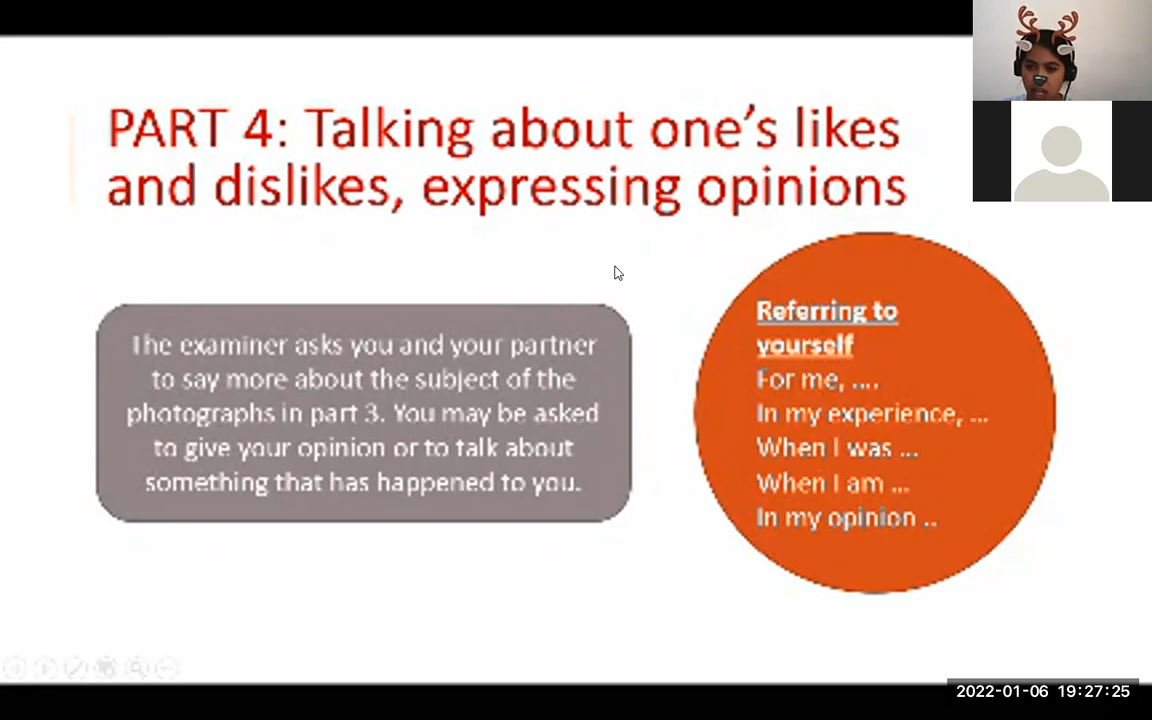 PART 4: Talking about one’s likes
and dislikes, expressing opinions
The examiner asks you and your partner
to say more about the subject of the
photographs in part 3. You may be asked
to give your opinion or to talk about
something that has happened to you.
Referring to
yourself
For me, ....
In my experience, ...
When I was ...
When I am ...
In my opinion ..
2022-01-06 19:27:25